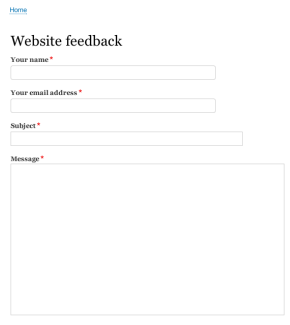 Home
Website feedback
Your name *
Your email address *
Subject *
Message *